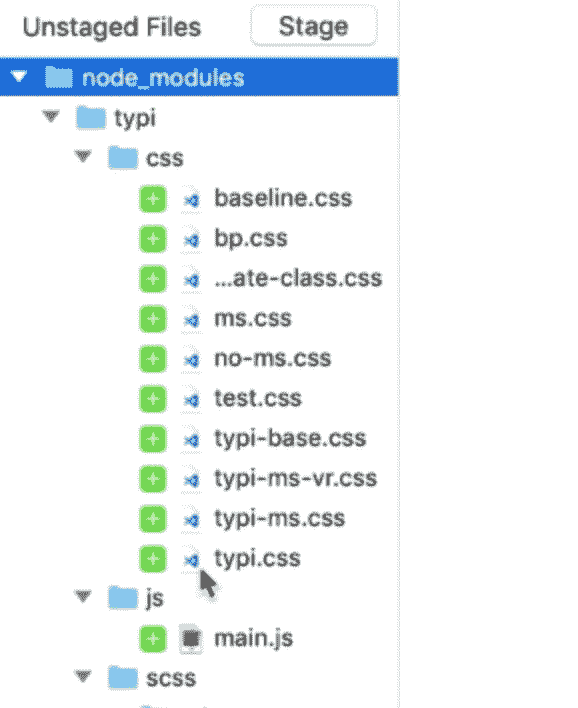 Unstaged Files Stage
node_modules
typi
css
baseline.css
bp.css
...ate-class.css
ms.css
no-ms.css
test.css
typi-base.css
typi-ms-vr.css
typi-ms.css
typi.css
js
main.js
scss